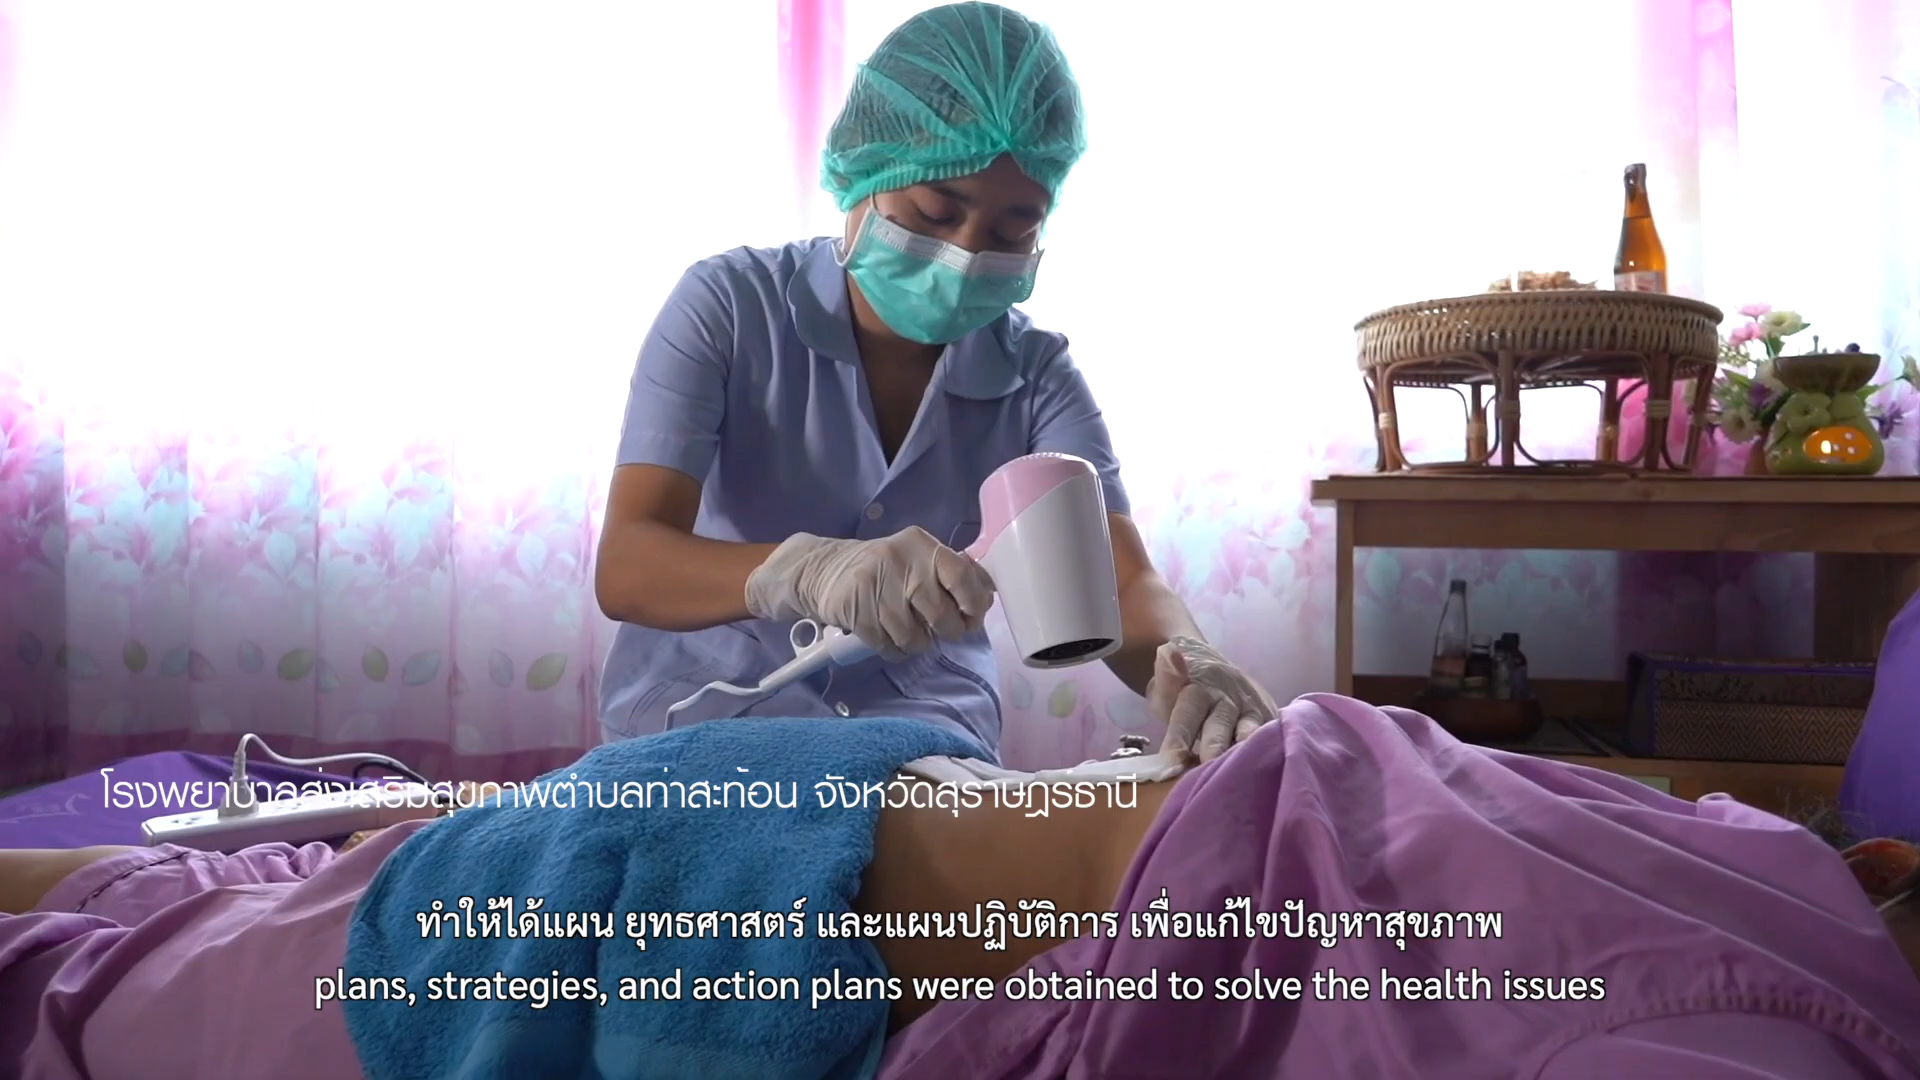 โรงพยาบาลส่งเสริมสุขภาพตำบลท่าสะท้อน จังหวัดสุราษฎร์ธานี
ทำให้ได้แผน ยุทธศาสตร์ และแผนปฏิบัติการ เพื่อแก้ไขปัญหาสุขภาพ
plans, strategies, and action plans were obtained to solve the health issues